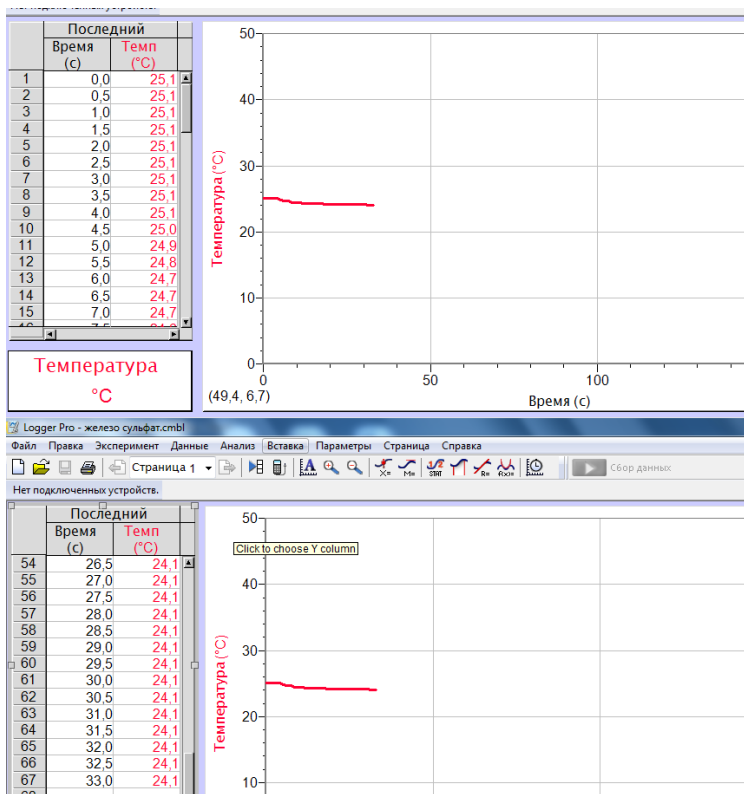 Нет подключенных устройств.
Последний
Время Темп
(с) (°C)
1 0,0 25,1
2 0,5 25,1
3 1,0 25,1
4 1,5 25,1
5 2,0 25,1
6 2,5 25,1
7 3,0 25,1
8 3,5 25,1
9 4,0 25,1
10 4,5 25,0
11 5,0 24,9
12 5,5 24,8
13 6,0 24,7
14 6,5 24,7
15 7,0 24,7
Температура
°C
Температура (°C)
50
40
30
20
10
0
0 50 100
(49,4, 6,7)
Время (с)
Logger Pro - железо сульфат.cmbl
Файл Правка Эксперимент Данные Анализ Вставка Параметры Страница Справка
Страница 1 Сбор данных
Нет подключенных устройств.
Последний
Время Темп
(с) (°C)
54 26,5 24,1
55 27,0 24,1
56 27,5 24,1
57 28,0 24,1
58 28,5 24,1
59 29,0 24,1
60 29,5 24,1
61 30,0 24,1
62 30,5 24,1
63 31,0 24,1
64 31,5 24,1
65 32,0 24,1
66 32,5 24,1
67 33,0 24,1
Температура (°C)
50
Click to choose Y column
40
30
20
10